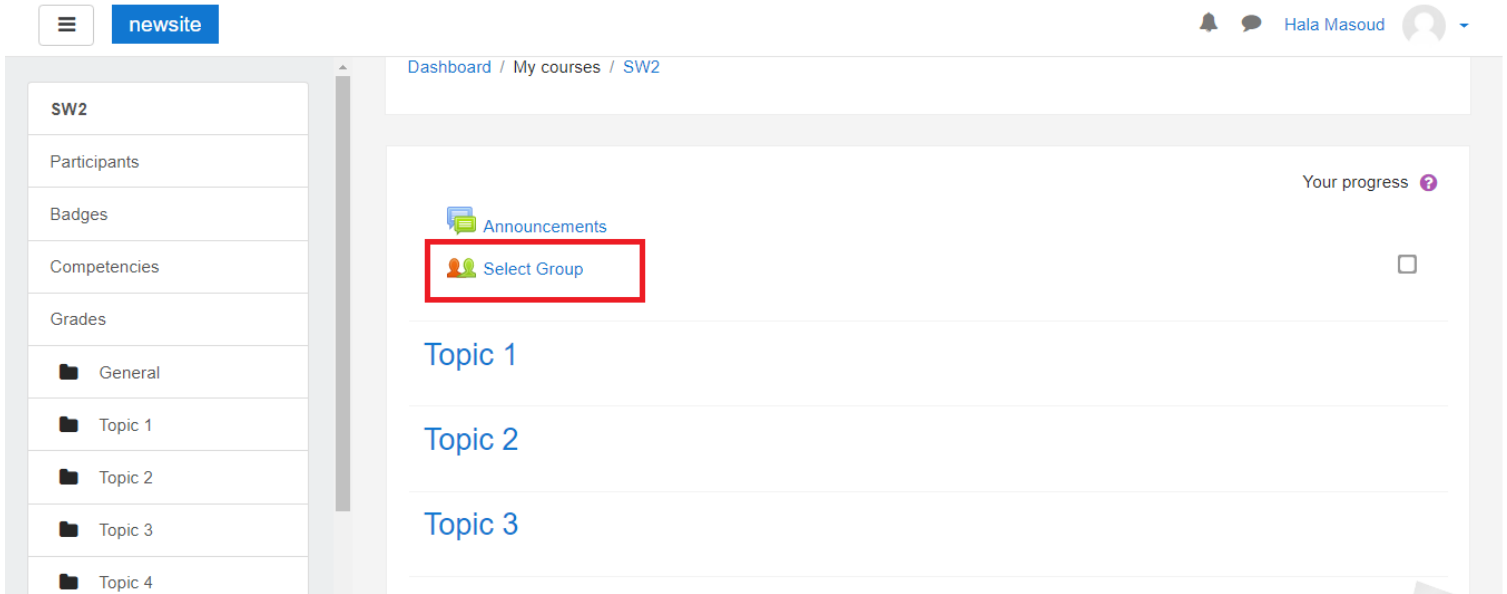 newsite
Hala Masoud
SW2
Participants
Badges
Competencies
Grades
General
Topic 1
Topic 2
Topic 3
Topic 4
Dashboard / My courses / SW2
Your progress ?
Announcements
Select Group
Topic 1
Topic 2
Topic 3